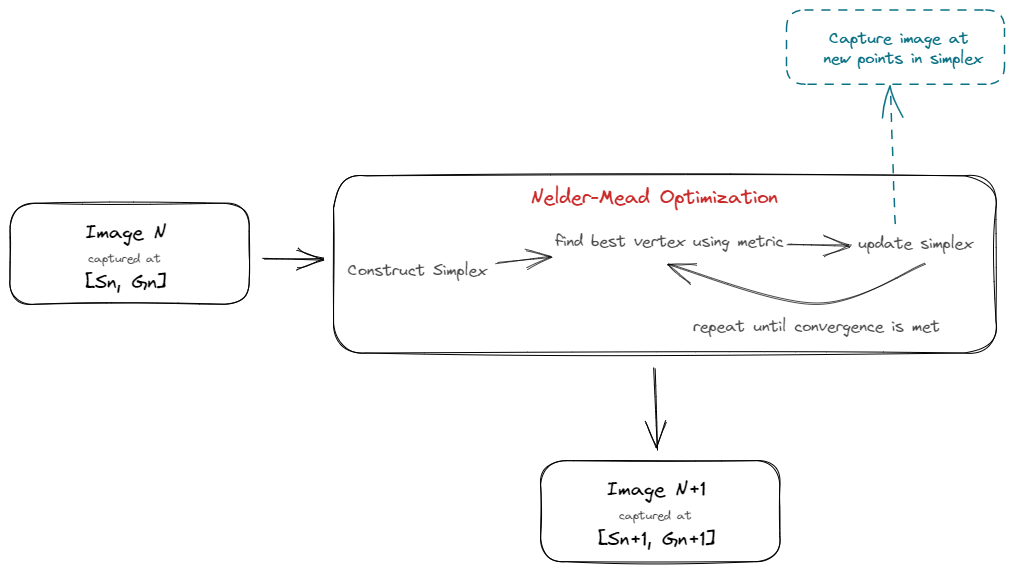 Capture image at
new points in simplex
Nelder-Mead Optimization
Image N
captured at
[Sn, Gn]
Construct Simplex
find best vertex using metric
update simplex
repeat until convergence is met
Image N+1
captured at
[Sn+1, Gn+1]